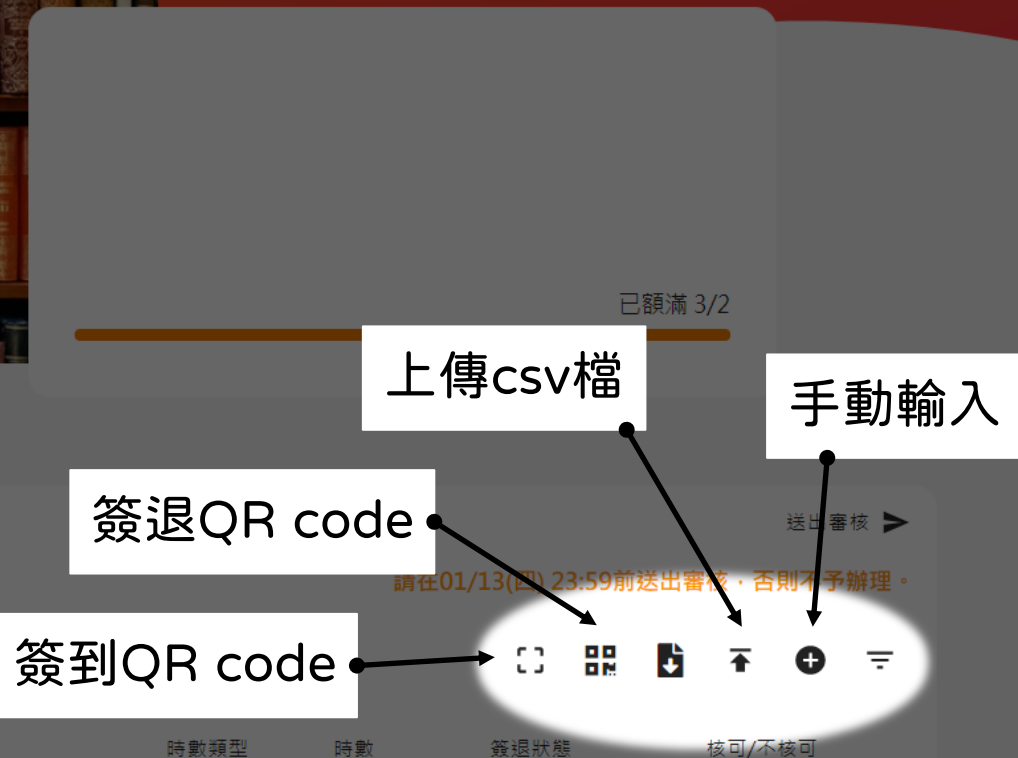 已額滿 3/2
上傳csv檔
手動輸入
簽退QR code
送出審核
請在01/13(四) 23:59前送出審核，否則不予辦理。
簽到QR code
時數類型 時數 簽退狀態 核可/不核可